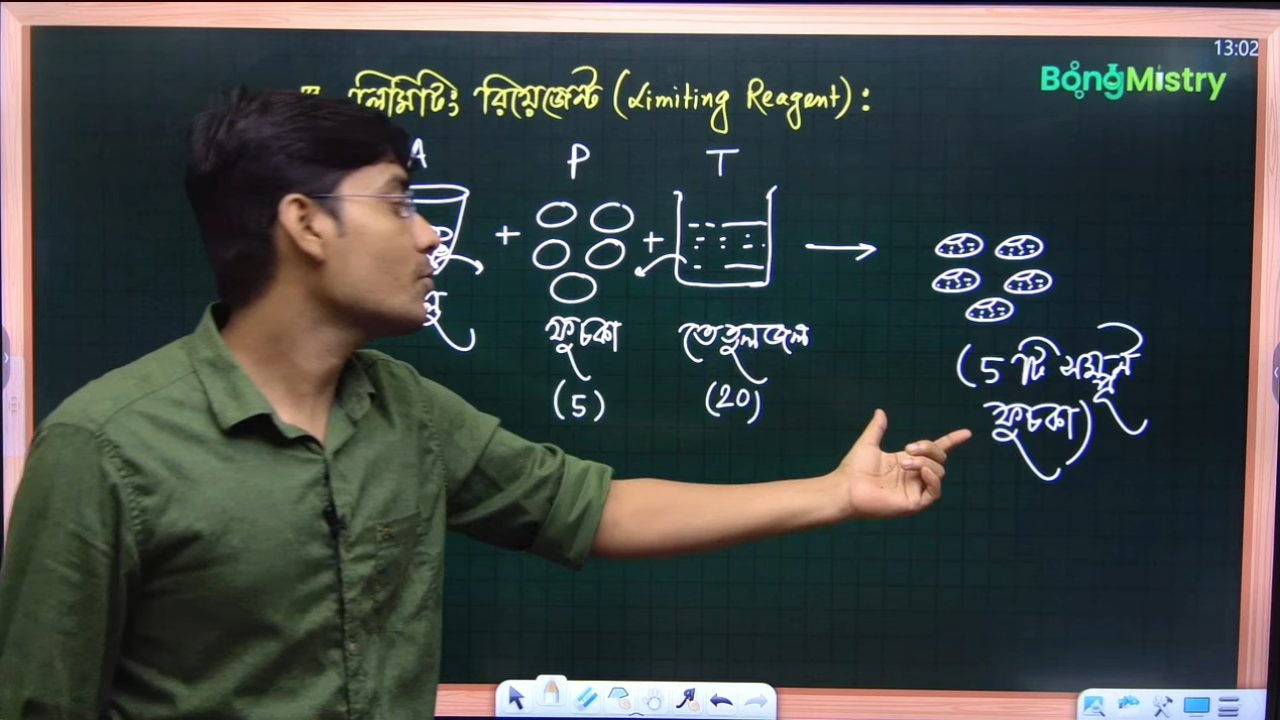 13:02
BongMistry
লিমিটিং রিয়েজেন্ট (Limiting Reagent) :
A
P
T
+
+
ফুচকা
তেতুলজল
(5)
(20)
(5 টি সম্পূর্ন
ফুচকা)